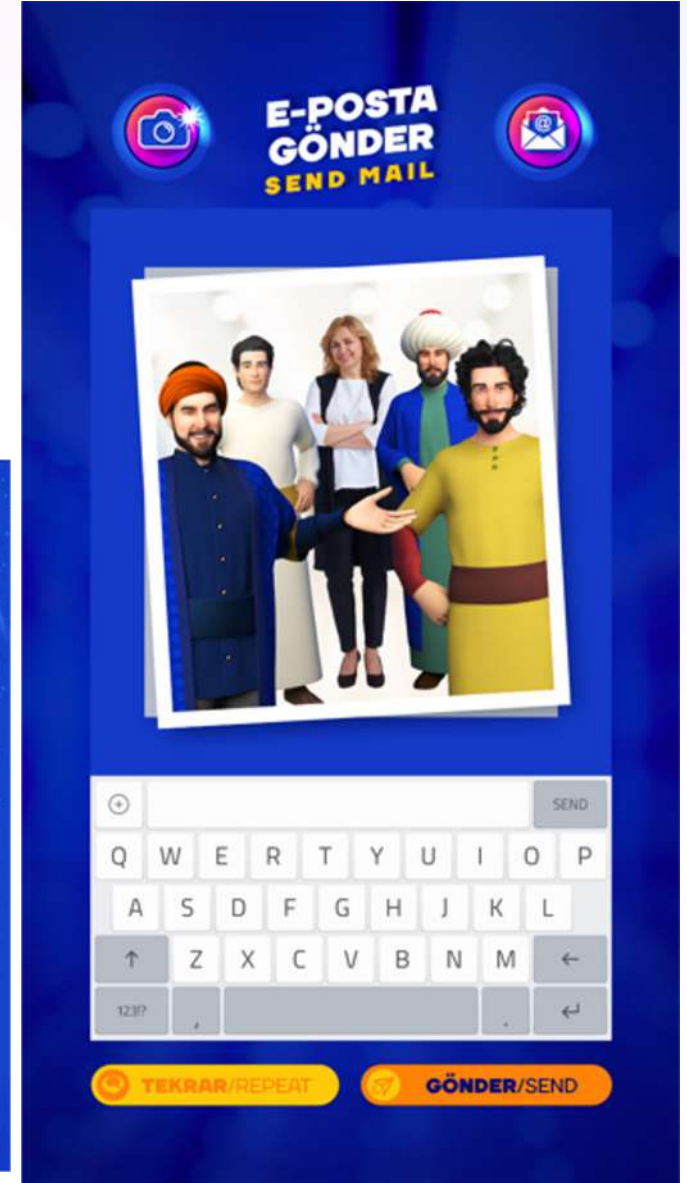 E-POSTA
GÖNDER
SEND MAIL
@
SEND
Q W E R T Y U I O P
A S D F G H J K L
↑ Z X C V B N M ←
123!? , . ↵
TEKRAR/REPEAT
GÖNDER/SEND